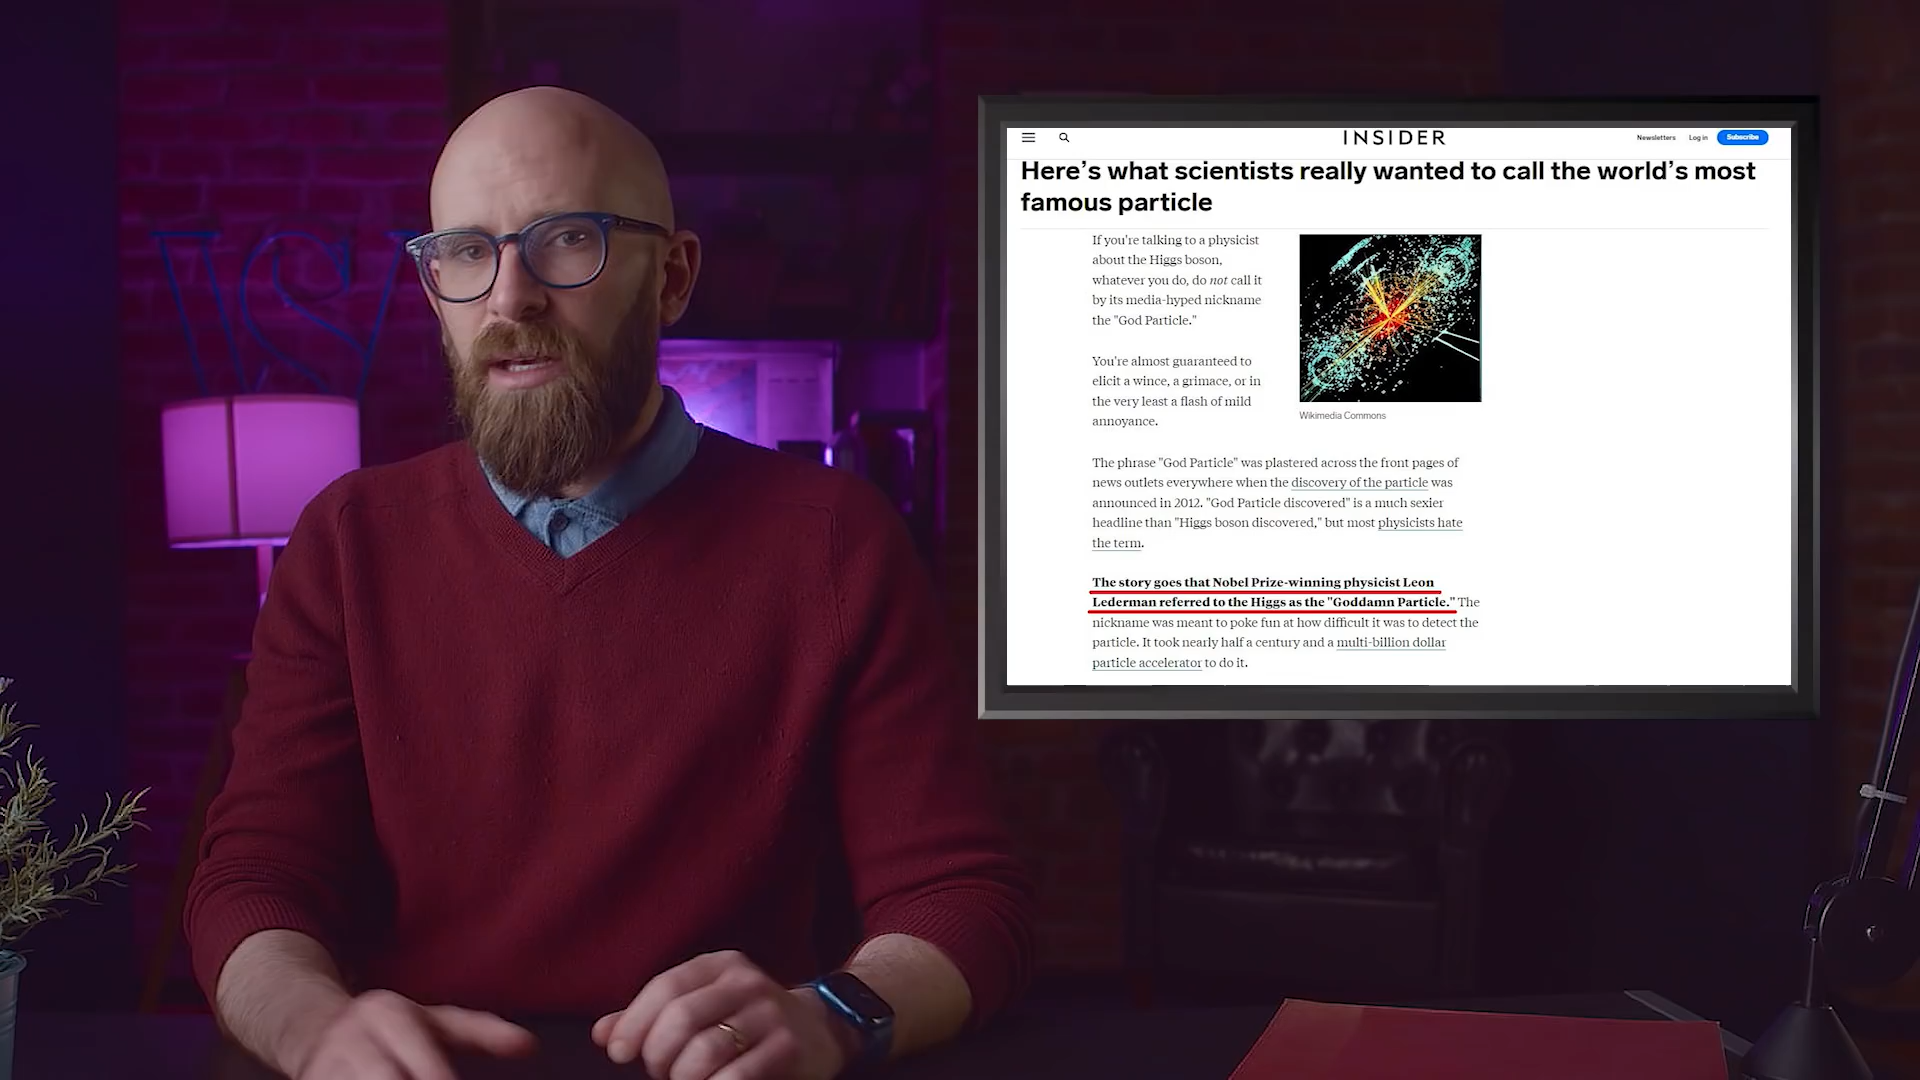 INSIDER
Newsletters
Log in
Subscribe
Here's what scientists really wanted to call the world's most
famous particle
If you're talking to a physicist
about the Higgs boson,
whatever you do, do not call it
by its media-hyped nickname
the "God Particle."
You're almost guaranteed to
elicit a wince, a grimace, or in
the very least a flash of mild
annoyance.
Wikimedia Commons
The phrase "God Particle" was plastered across the front pages of
news outlets everywhere when the discovery of the particle was
announced in 2012. "God Particle discovered" is a much sexier
headline than "Higgs boson discovered," but most physicists hate
the term.
The story goes that Nobel Prize-winning physicist Leon
Lederman referred to the Higgs as the "Goddamn Particle." The
nickname was meant to poke fun at how difficult it was to detect the
particle. It took nearly half a century and a multi-billion dollar
particle accelerator to do it.